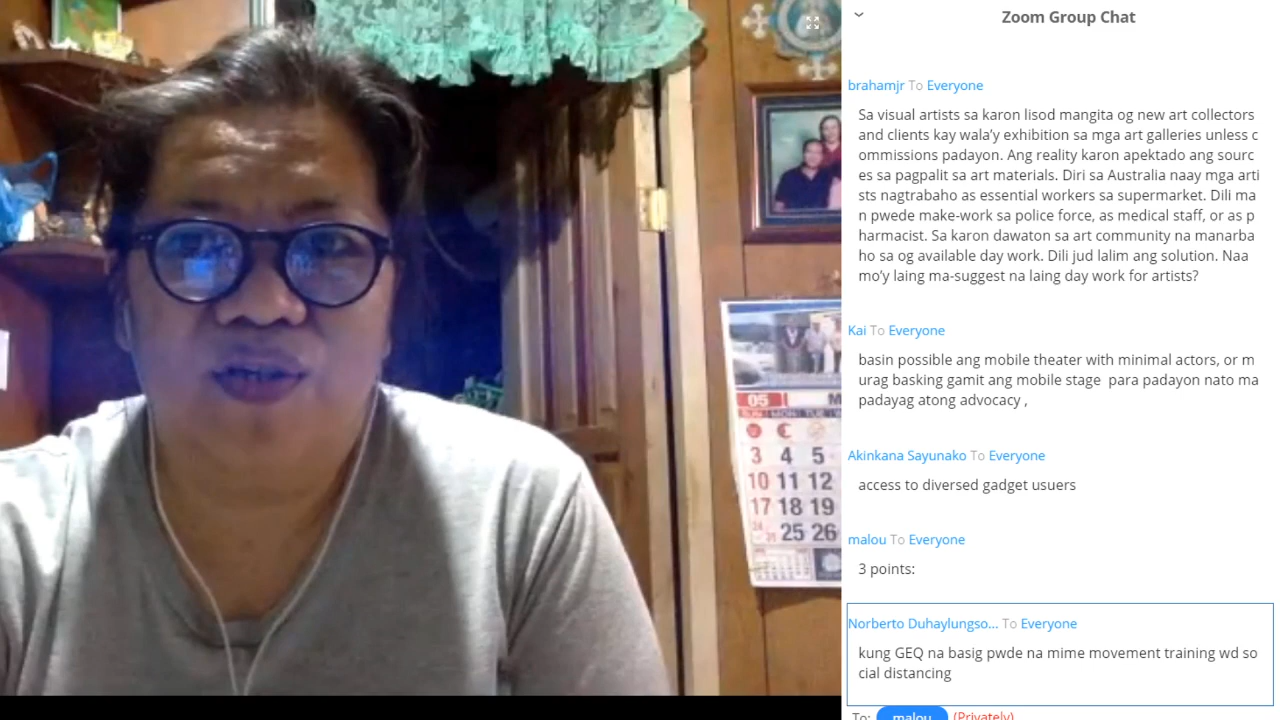 Zoom Group Chat
brahamjr To Everyone
Sa visual artists sa karon lisod mangita og new art collectors
and clients kay wala’y exhibition sa mga art galleries unless c
ommissions padayon. Ang reality karon apektado ang sourc
es sa pagpalit sa art materials. Diri sa Australia naay mga arti
sts nagtrabaho as essential workers sa supermarket. Dili ma
n pwede make-work sa police force, as medical staff, or as p
harmacist. Sa karon dawaton sa art community na manarba
ho sa og available day work. Dili jud lalim ang solution. Naa
mo’y laing ma-suggest na laing day work for artists?
Kai To Everyone
basin possible ang mobile theater with minimal actors, or m
urag basking gamit ang mobile stage  para padayon nato ma
padayag atong advocacy ,
Akinkana Sayunako To Everyone
access to diversed gadget usuers
malou To Everyone
3 points:
Norberto Duhaylungso... To Everyone
kung GEQ na basig pwde na mime movement training wd so
cial distancing
To: malou (Privately)
05 M
SUN MON TUE
3 4 5
10 11 12
17 18 19
24 25 26
31